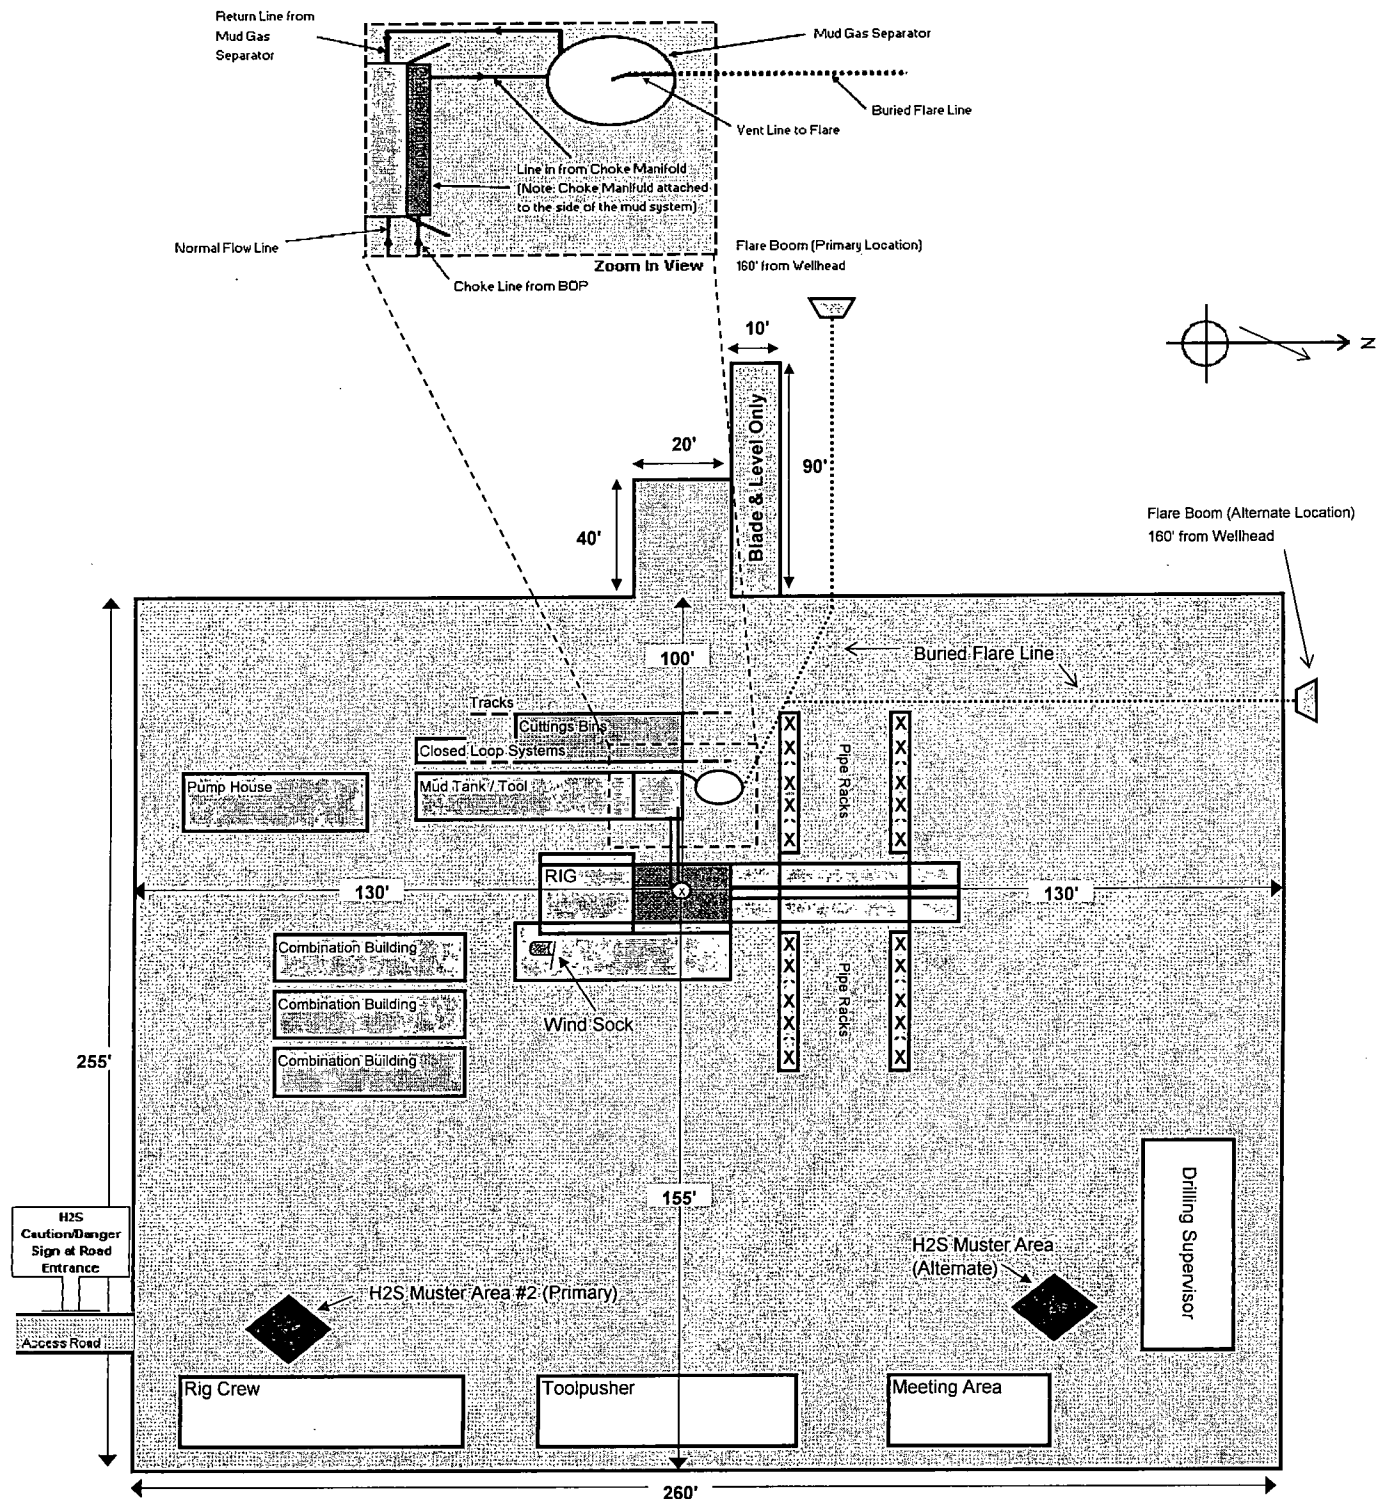 Return Line from
Mud Gas
Separator
Mud Gas Separator
Buried Flare Line
Vent Line to Flare
Line in from Choke Manifold
(Note: Choke Manifold attached
to the side of the mud system)
Normal Flow Line
Zoom In View
Choke Line from BOP
Flare Boom (Primary Location)
160' from Wellhead
N
10'
20'
Blade & Level Only
90'
40'
Flare Boom (Alternate Location)
160' from Wellhead
100'
Buried Flare Line
Tracks
Cuttings Bins
Closed Loop Systems
Pump House
Mud Tank / Tool
X
X
X
X
X
Pipe Racks
X
X
X
X
X
RIG
130'
X
130'
Combination Building
Combination Building
Combination Building
Wind Sock
X
X
X
X
X
Pipe Racks
X
X
X
X
X
255'
155'
Drilling Supervisor
H2S
Caution/Danger
Sign at Road
Entrance
Access Road
H2S Muster Area #2 (Primary)
H2S Muster Area
(Alternate)
Rig Crew
Toolpusher
Meeting Area
260'